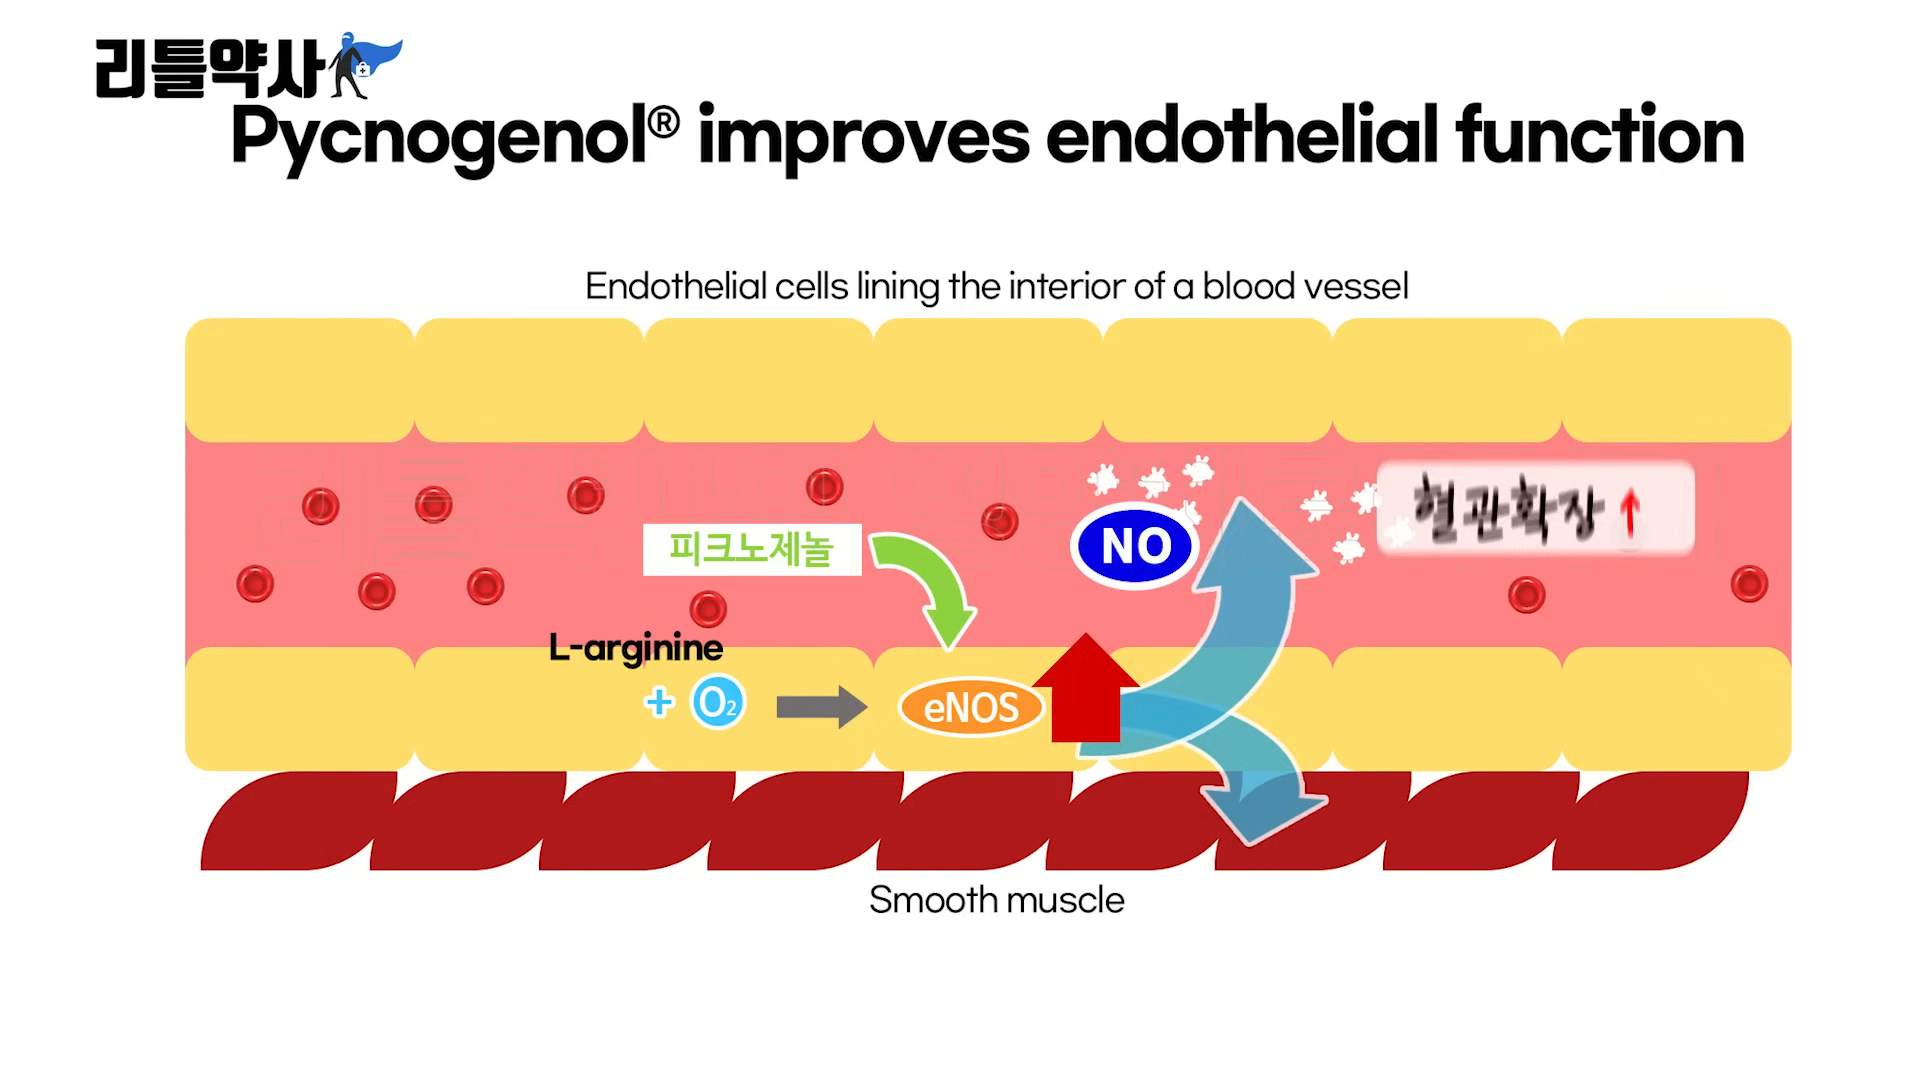 리틀약사
Pycnogenol® improves endothelial function
Endothelial cells lining the interior of a blood vessel
혈관확장
NO
피크노제놀
L-arginine
+ O₂
eNOS
Smooth muscle